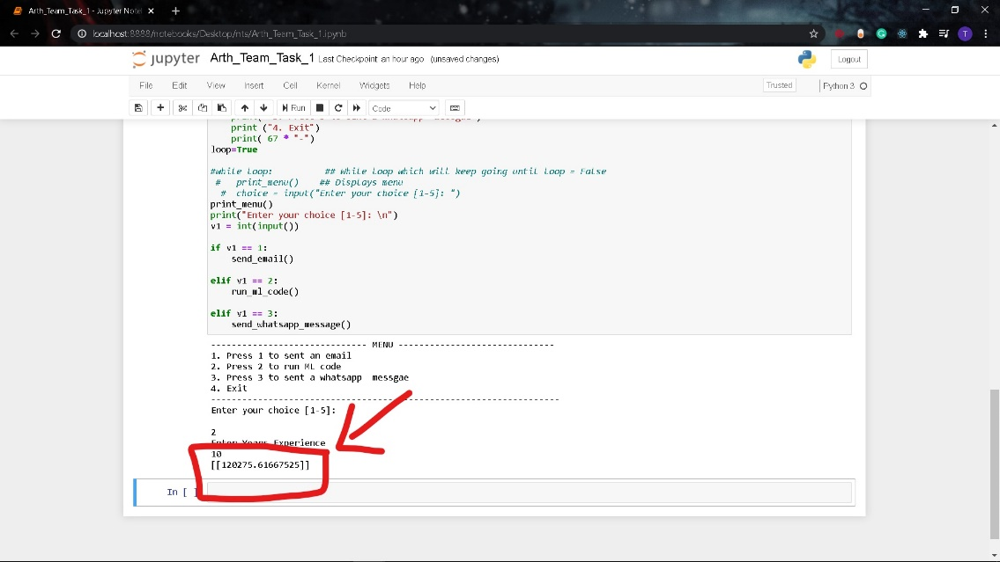 Arth_Team_Task_1 - Jupyter Note
localhost:8888/notebooks/Desktop/nts/Arth_Team_Task_1.ipynb
T
jupyter Arth_Team_Task_1 Last Checkpoint: an hour ago (unsaved changes)
Logout
File Edit View Insert Cell Kernel Widgets Help
Trusted
Python 3
Run
Code
print ("4. Exit")
print( 67 * "-")
loop=True
#while loop: ## While loop which will keep going until loop = False
# print_menu() ## Displays menu
# choice = input("Enter your choice [1-5]: ")
print_menu()
print("Enter your choice [1-5]: \n")
v1 = int(input())
if v1 == 1:
send_email()
elif v1 == 2:
run_ml_code()
elif v1 == 3:
send_whatsapp_message()
------------------------------ MENU ------------------------------
1. Press 1 to sent an email
2. Press 2 to run ML code
3. Press 3 to sent a whatsapp messgae
4. Exit
-------------------------------------------------------------------
Enter your choice [1-5]:
2
Enter Years Experience
10
[[120275.61667525]]
In [ ]